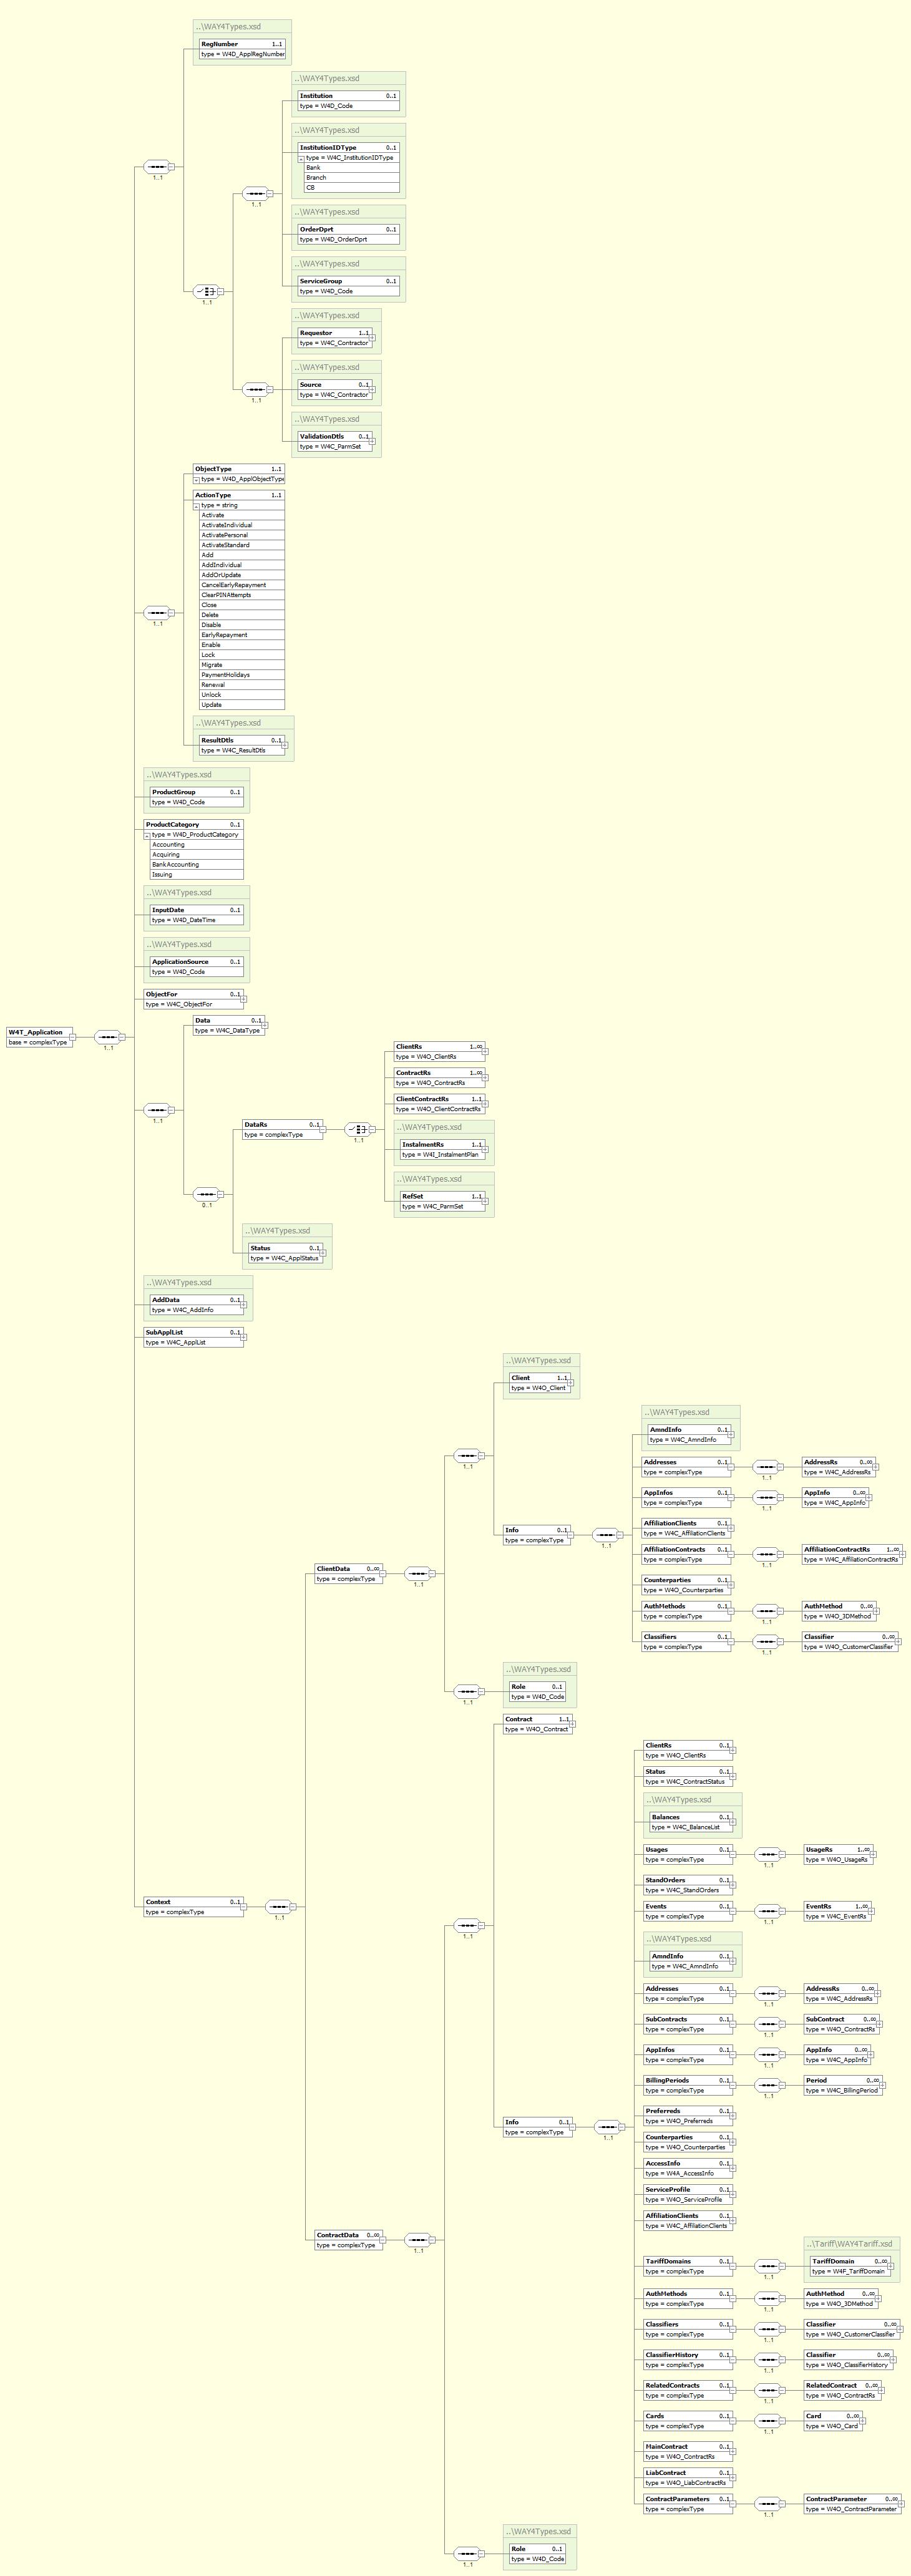 ..\WAY4Types.xsd
RegNumber 1..1
type = W4D_ApplRegNumber
..\WAY4Types.xsd
Institution 0..1
type = W4D_Code
..\WAY4Types.xsd
InstitutionIDType 0..1
type = W4C_InstitutionIDType
Bank
Branch
CB
1..1
1..1
..\WAY4Types.xsd
OrderDprt 0..1
type = W4D_OrderDprt
..\WAY4Types.xsd
ServiceGroup 0..1
type = W4D_Code
1..1
..\WAY4Types.xsd
Requestor 1..1
type = W4C_Contractor
..\WAY4Types.xsd
Source 0..1
type = W4C_Contractor
1..1
..\WAY4Types.xsd
ValidationDtls 0..1
type = W4C_ParmSet
ObjectType 1..1
type = W4D_ApplObjectType
ActionType 1..1
type = string
Activate
ActivateIndividual
ActivatePersonal
ActivateStandard
Add
AddIndividual
AddOrUpdate
CancelEarlyRepayment
ClearPINAttempts
Close
Delete
Disable
1..1
EarlyRepayment
Enable
Lock
Migrate
PaymentHolidays
Renewal
Unlock
Update
..\WAY4Types.xsd
ResultDtls 0..1
type = W4C_ResultDtls
..\WAY4Types.xsd
ProductGroup 0..1
type = W4D_Code
ProductCategory 0..1
type = W4D_ProductCategory
Accounting
Acquiring
BankAccounting
Issuing
..\WAY4Types.xsd
InputDate 0..1
type = W4D_DateTime
..\WAY4Types.xsd
ApplicationSource 0..1
type = W4D_Code
ObjectFor 0..1
type = W4C_ObjectFor
W4T_Application
base = complexType
1..1
Data 0..1
type = W4C_DataType
ClientRs 1..∞
type = W4O_ClientRs
ContractRs 1..∞
type = W4O_ContractRs
ClientContractRs 1..1
type = W4O_ClientContractRs
1..1
DataRs 0..1
type = complexType
1..1
..\WAY4Types.xsd
InstalmentRs 1..1
type = W4I_InstalmentPlan
..\WAY4Types.xsd
RefSet 1..1
type = W4C_ParmSet
0..1
..\WAY4Types.xsd
Status 0..1
type = W4C_ApplStatus
..\WAY4Types.xsd
AddData 0..1
type = W4C_AddInfo
SubApplList 0..1
type = W4C_ApplList
..\WAY4Types.xsd
Client 1..1
type = W4O_Client
..\WAY4Types.xsd
AmndInfo 0..1
type = W4C_AmndInfo
1..1
Addresses 0..1
type = complexType
1..1
AddressRs 0..∞
type = W4C_AddressRs
AppInfos 0..1
type = complexType
1..1
AppInfo 0..∞
type = W4C_AppInfo
AffiliationClients 0..1
type = W4C_AffiliationClients
Info 0..1
type = complexType
1..1
AffiliationContracts 0..1
type = complexType
1..1
AffiliationContractRs 1..∞
type = W4C_AffiliationContractRs
ClientData 0..∞
type = complexType
1..1
Counterparties 0..1
type = W4O_Counterparties
AuthMethods 0..1
type = complexType
1..1
AuthMethod 0..∞
type = W4O_3DMethod
Classifiers 0..1
type = complexType
1..1
Classifier 0..∞
type = W4O_CustomerClassifier
..\WAY4Types.xsd
Role 0..1
type = W4D_Code
1..1
Contract 1..1
type = W4O_Contract
ClientRs 0..1
type = W4O_ClientRs
Status 0..1
type = W4C_ContractStatus
..\WAY4Types.xsd
Balances 0..1
type = W4C_BalanceList
Usages 0..1
type = complexType
1..1
UsageRs 1..∞
type = W4O_UsageRs
StandOrders 0..1
type = W4C_StandOrders
Context 0..1
type = complexType
1..1
Events 0..1
type = complexType
1..1
EventRs 1..∞
type = W4C_EventRs
1..1
..\WAY4Types.xsd
AmndInfo 0..1
type = W4C_AmndInfo
Addresses 0..1
type = complexType
1..1
AddressRs 0..∞
type = W4C_AddressRs
SubContracts 0..1
type = complexType
1..1
SubContract 0..∞
type = W4O_ContractRs
AppInfos 0..1
type = complexType
1..1
AppInfo 0..∞
type = W4C_AppInfo
BillingPeriods 0..1
type = complexType
1..1
Period 0..∞
type = W4C_BillingPeriod
Preferreds 0..1
type = W4O_Preferreds
Info 0..1
type = complexType
1..1
Counterparties 0..1
type = W4O_Counterparties
AccessInfo 0..1
type = W4A_AccessInfo
ServiceProfile 0..1
type = W4O_ServiceProfile
AffiliationClients 0..1
type = W4C_AffiliationClients
ContractData 0..∞
type = complexType
1..1
..\Tariff\WAY4Tariff.xsd
TariffDomains 0..1
type = complexType
1..1
TariffDomain 0..∞
type = W4F_TariffDomain
AuthMethods 0..1
type = complexType
1..1
AuthMethod 0..∞
type = W4O_3DMethod
Classifiers 0..1
type = complexType
1..1
Classifier 0..∞
type = W4O_CustomerClassifier
ClassifierHistory 0..1
type = complexType
1..1
Classifier 0..∞
type = W4O_ClassifierHistory
RelatedContracts 0..1
type = complexType
1..1
RelatedContract 0..∞
type = W4O_ContractRs
Cards 0..1
type = complexType
1..1
Card 0..∞
type = W4O_Card
MainContract 0..1
type = W4O_ContractRs
LiabContract 0..1
type = W4O_LiabContractRs
ContractParameters 0..1
type = complexType
1..1
ContractParameter 0..∞
type = W4O_ContractParameter
..\WAY4Types.xsd
Role 0..1
type = W4D_Code
1..1